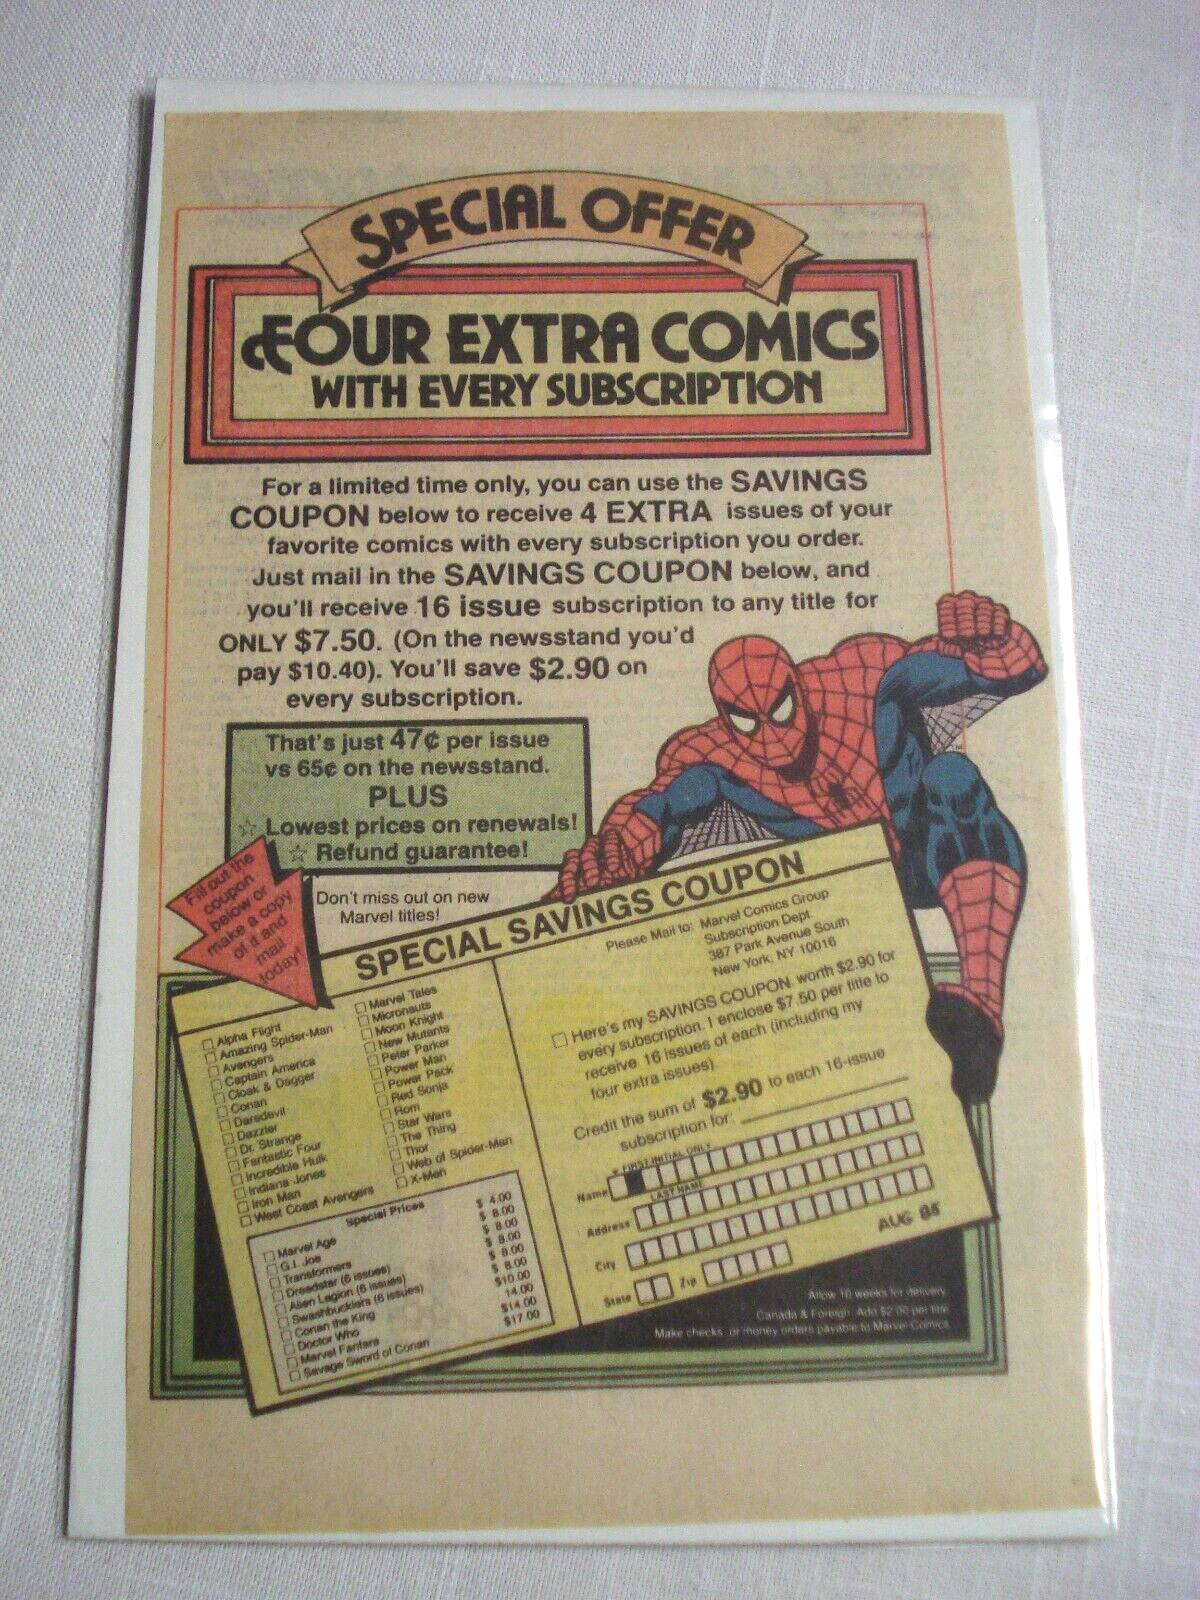 SPECIAL OFFER
FOUR EXTRA COMICS
WITH EVERY SUBSCRIPTION
For a limited time only, you can use the SAVINGS
COUPON below to receive 4 EXTRA issues of your
favorite comics with every subscription you order.
Just mail in the SAVINGS COUPON below, and
you'll receive 16 issue subscription to any title for
ONLY $7.50. (On the newsstand you'd
pay $10.40). You'll save $2.90 on
every subscription.
That's just 47¢ per issue
vs 65¢ on the newsstand.
PLUS
☆ Lowest prices on renewals!
☆ Refund guarantee!
Fill out the
coupon
below or
make a copy
of it and
mail
today!
Don't miss out on new
Marvel titles!
SPECIAL SAVINGS COUPON
Please Mail to: Marvel Comics Group
Subscription Dept.
387 Park Avenue South
New York, NY 10016
□ Alpha Flight
□ Amazing Spider-Man
□ Avengers
□ Captain America
□ Cloak & Dagger
□ Conan
□ Daredevil
□ Dazzler
□ Dr. Strange
□ Fantastic Four
□ Incredible Hulk
□ Indiana Jones
□ Iron Man
□ West Coast Avengers
□ Marvel Tales
□ Micronauts
□ Moon Knight
□ New Mutants
□ Peter Parker
□ Power Man
□ Power Pack
□ Red Sonja
□ Rom
□ Star Wars
□ The Thing
□ Thor
□ Web of Spider-Man
□ X-Men
Special Prices
□ Marvel Age $ 4.00
□ G.I. Joe $ 8.00
□ Transformers $ 8.00
□ Dreadstar (6 issues) $ 8.00
□ Alien Legion (6 issues) $ 8.00
□ Swashbucklers (6 issues) $ 8.00
□ Conan the King $10.00
□ Doctor Who 14.00
□ Marvel Fanfare $14.00
□ Savage Sword of Conan $17.00
□ Here's my SAVINGS COUPON worth $2.90 for
every subscription. I enclose $7.50 per title to
receive 16 issues of each (including my
four extra issues)
Credit the sum of $2.90 to each 16-issue
subscription for:
FIRST INITIAL ONLY
Name
LAST NAME
Address
City
State Zip
AUG 85
Allow 10 weeks for delivery
Canada & Foreign Add $2.00 per title
Make checks or money orders payable to Marvel Comics
TM